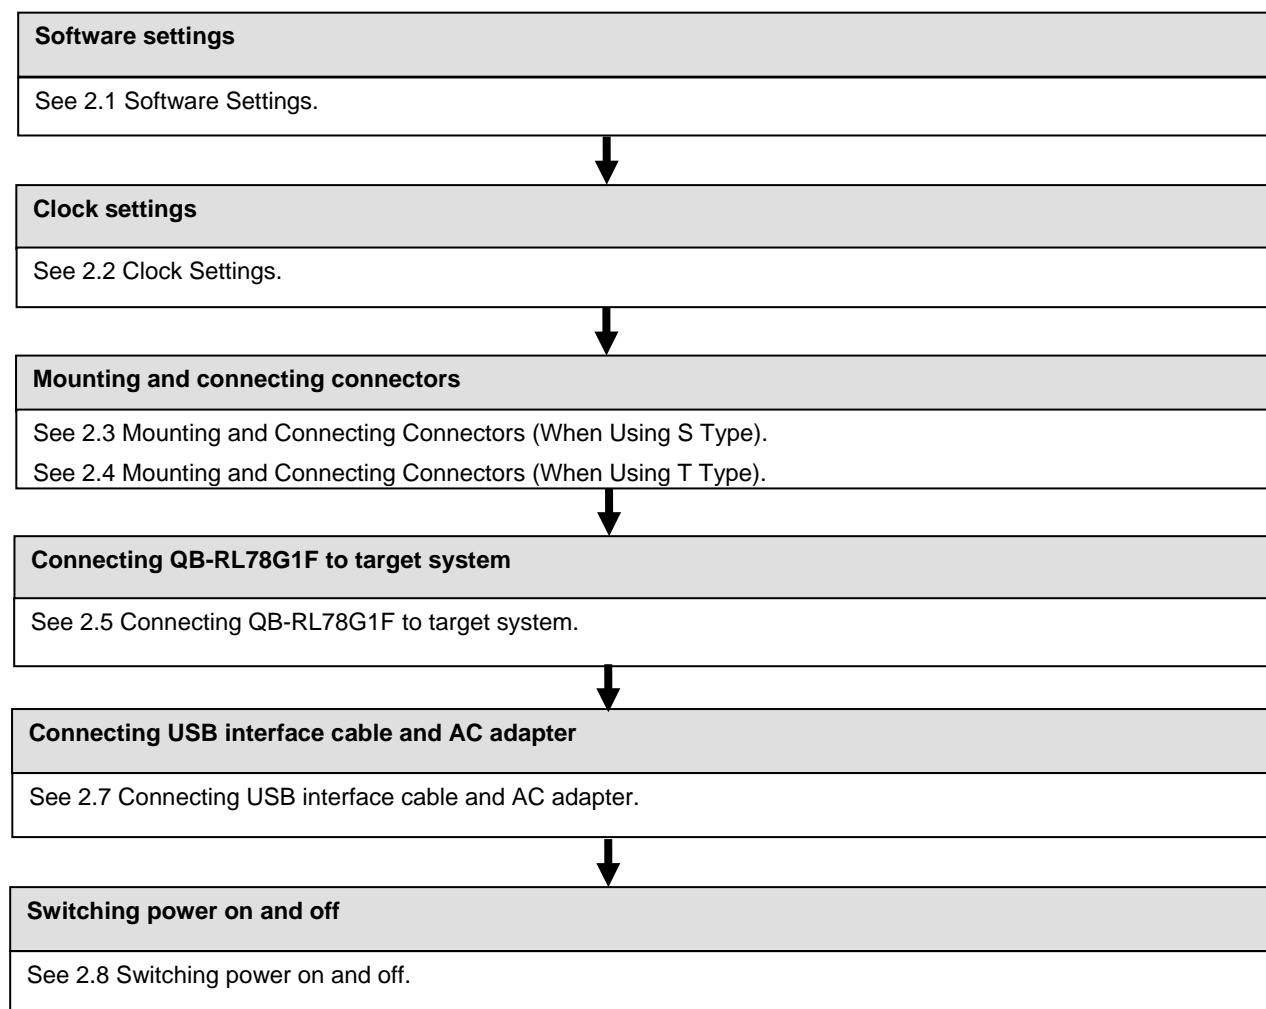 Software settings
See 2.1 Software Settings.
Clock settings
See 2.2 Clock Settings.
Mounting and connecting connectors
See 2.3 Mounting and Connecting Connectors (When Using S Type).
See 2.4 Mounting and Connecting Connectors (When Using T Type).
Connecting QB-RL78G1F to target system
See 2.5 Connecting QB-RL78G1F to target system.
Connecting USB interface cable and AC adapter
See 2.7 Connecting USB interface cable and AC adapter.
Switching power on and off
See 2.8 Switching power on and off.